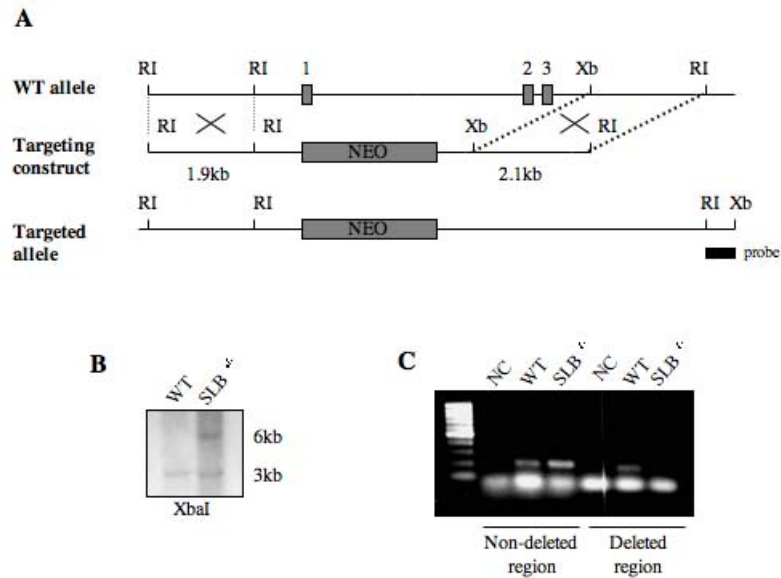 A
RI RI 1 2 3 Xb RI
WT allele
RI RI Xb RI
Targeting construct
NEO
1.9kb 2.1kb
RI RI RI Xb
Targeted allele
NEO
probe
B
WT SLB
6kb
3kb
XbaI
C
NC WT SLB NC WT SLB
Non-deleted region
Deleted region